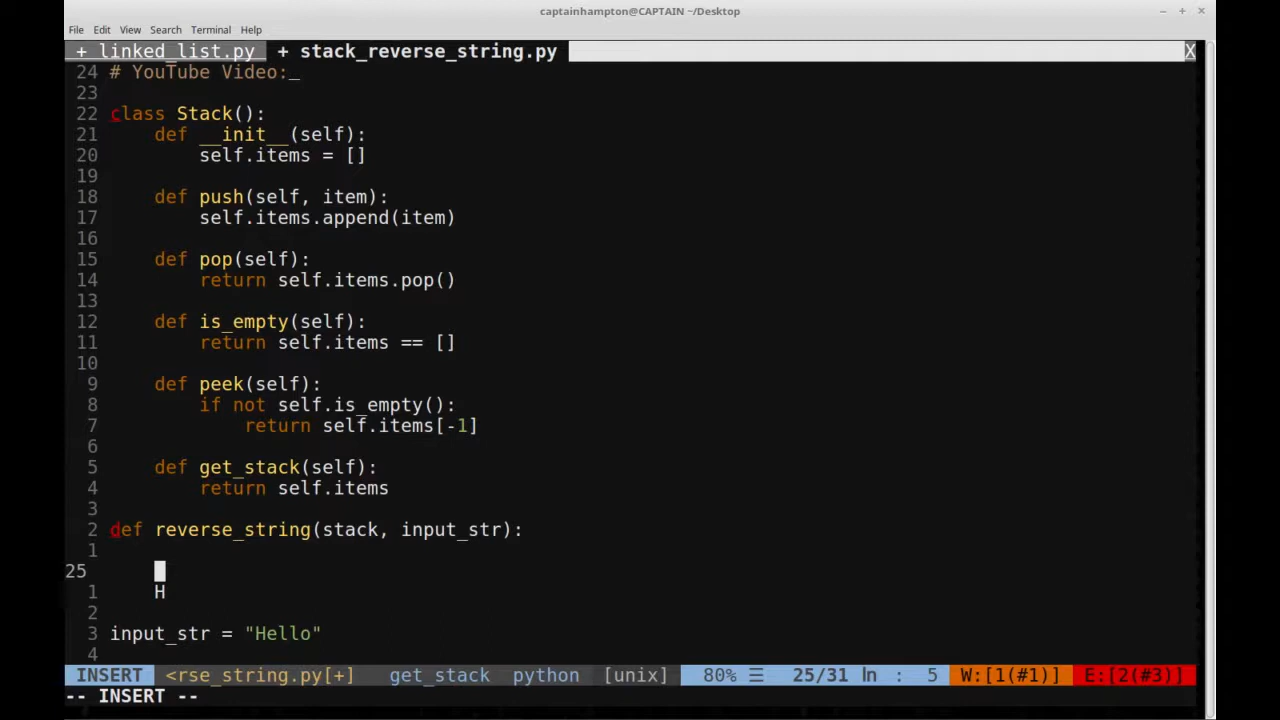 captainhampton@CAPTAIN ~/Desktop
File Edit View Search Terminal Help
+ linked_list.py + stack_reverse_string.py X
24 # YouTube Video:_
23
22 class Stack():
21 def __init__(self):
20 self.items = []
19
18 def push(self, item):
17 self.items.append(item)
16
15 def pop(self):
14 return self.items.pop()
13
12 def is_empty(self):
11 return self.items == []
10
9 def peek(self):
8 if not self.is_empty():
7 return self.items[-1]
6
5 def get_stack(self):
4 return self.items
3
2 def reverse_string(stack, input_str):
1
25
1 H
2
3 input_str = "Hello"
4
INSERT <rse_string.py[+] get_stack python [unix] 80% ☰ 25/31 ln : 5 W:[1(#1)] E:[2(#3)]
-- INSERT --